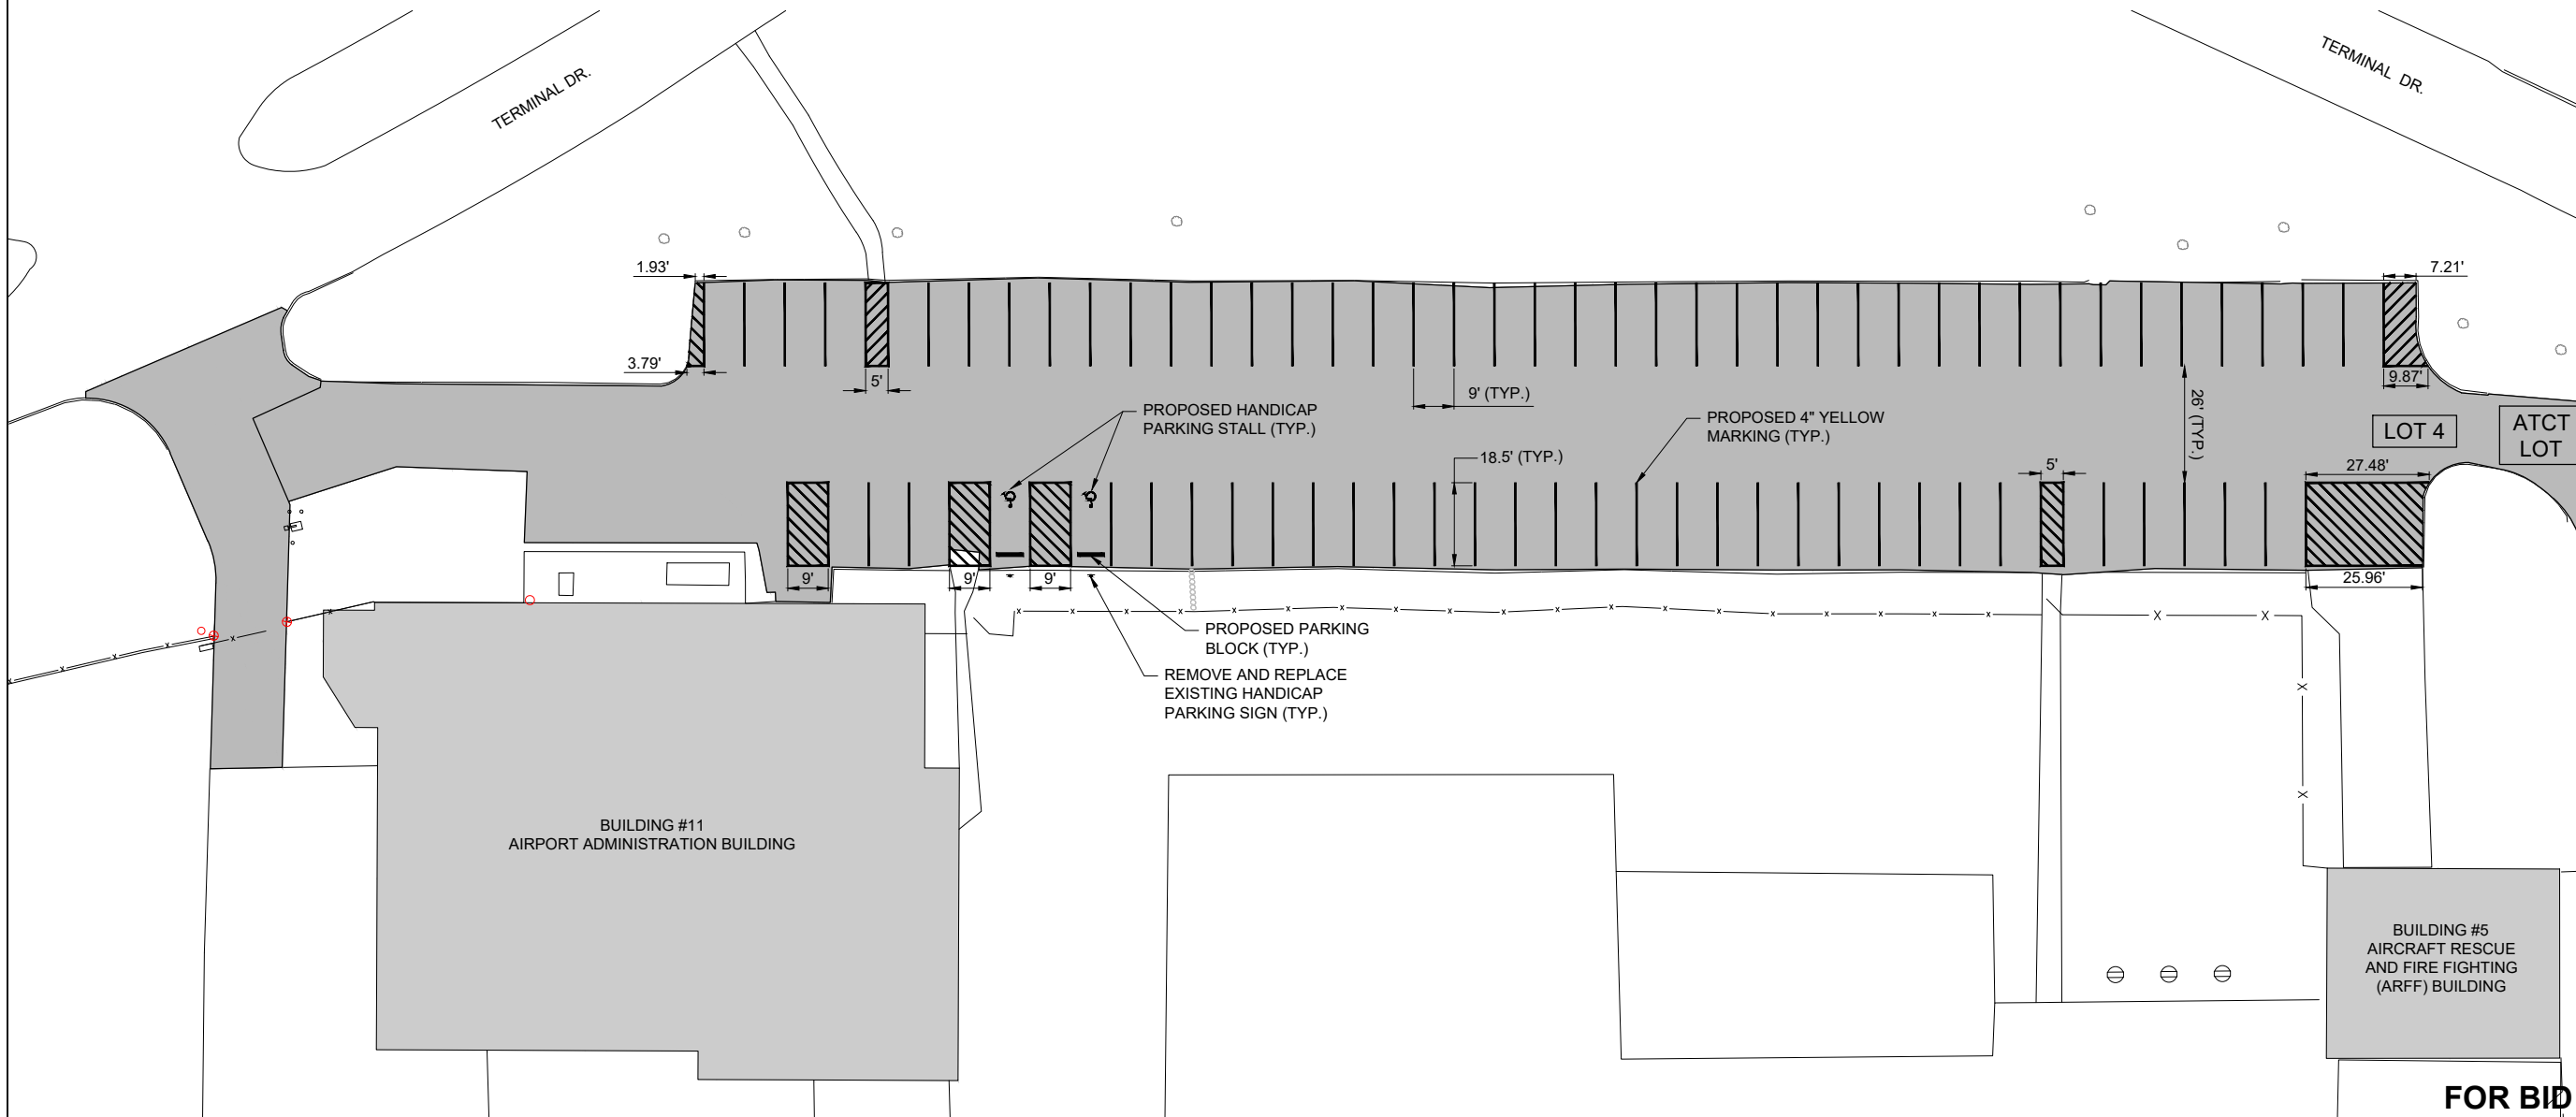 TERMINAL DR.
TERMINAL DR.
1.93'
7.21'
3.79'
5'
9' (TYP.)
9.87'
26' (TYP.)
PROPOSED HANDICAP
PARKING STALL (TYP.)
PROPOSED 4" YELLOW
MARKING (TYP.)
LOT 4
ATCT
LOT
18.5' (TYP.)
5'
27.48'
9'
9'
9'
25.96'
PROPOSED PARKING
BLOCK (TYP.)
REMOVE AND REPLACE
EXISTING HANDICAP
PARKING SIGN (TYP.)
BUILDING #11
AIRPORT ADMINISTRATION BUILDING
BUILDING #5
AIRCRAFT RESCUE
AND FIRE FIGHTING
(ARFF) BUILDING
FOR BID